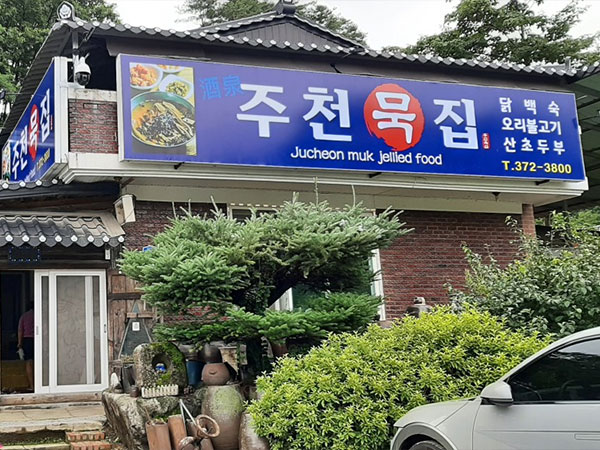 酒泉 주천묵집
Jucheon muk jellied food
닭백숙
오리불고기
산초두부
T.372-3800
주천묵집